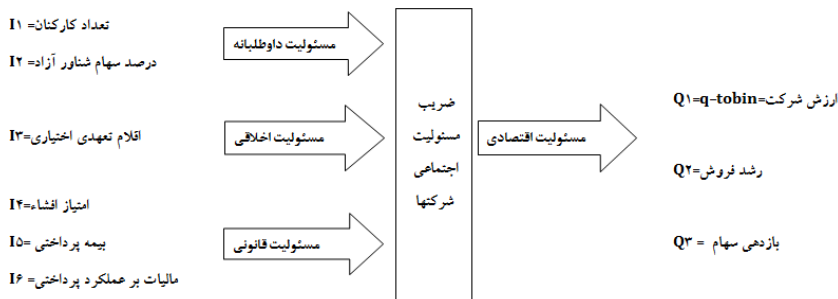 I۱ =تعداد کارکنان
I۲ =درصد سهام شناور آزاد
I۳=اقلام تعهدی اختیاری
I۴=امتیاز افشاء
I۵=بیمه پرداختی
I۶ =مالیات بر عملکرد پرداختی
مسئولیت داوطلبانه
مسئولیت اخلاقی
مسئولیت قانونی
ضریب
مسئولیت
اجتماعی
شرکتها
مسئولیت اقتصادی
Q۱=q-tobin=ارزش شرکت
Q۲=رشد فروش
Q۳ = بازدهی سهام